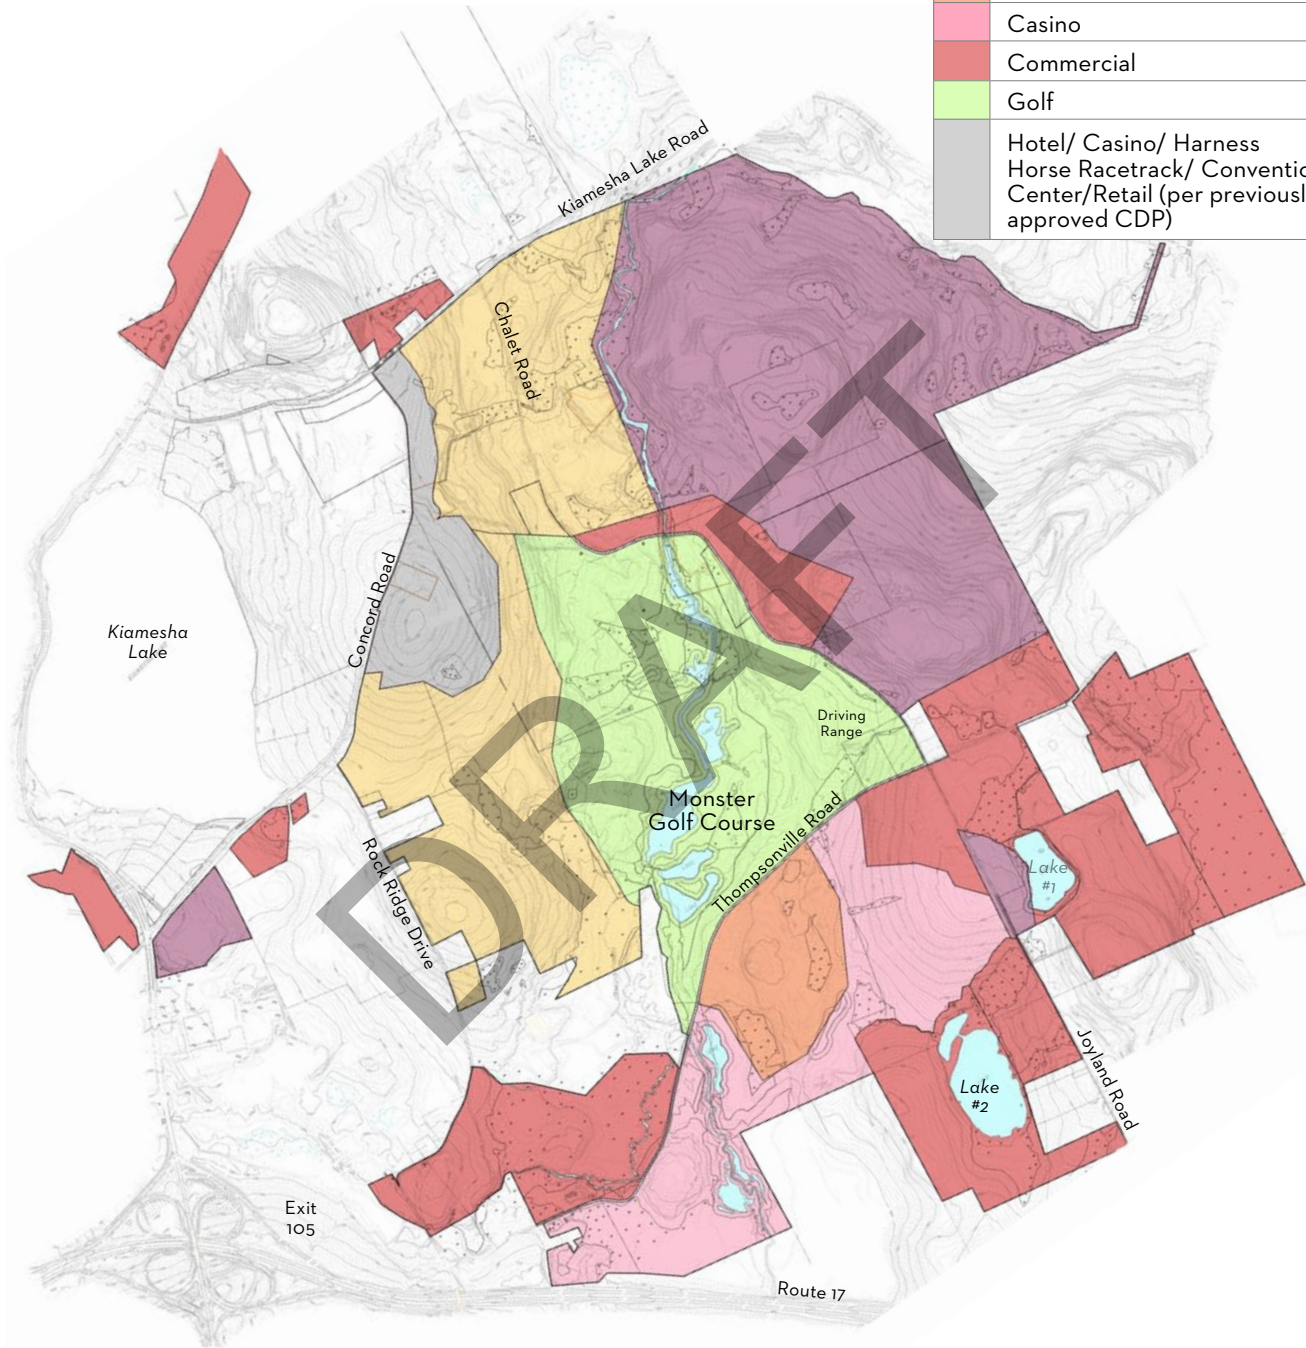 Casino
Commercial
Golf
Hotel/ Casino/ Harness
Horse Racetrack/ Conventio
Center/Retail (per previousl
approved CDP)
Kiamesha Lake Road
Chalet Road
Concord Road
Kiamesha
Lake
Driving
Range
Monster
Golf Course
Thompsonville Road
Rock Ridge Drive
Lake
#1
Lake
#2
Joyland Road
Exit
105
Route 17
DRAFT